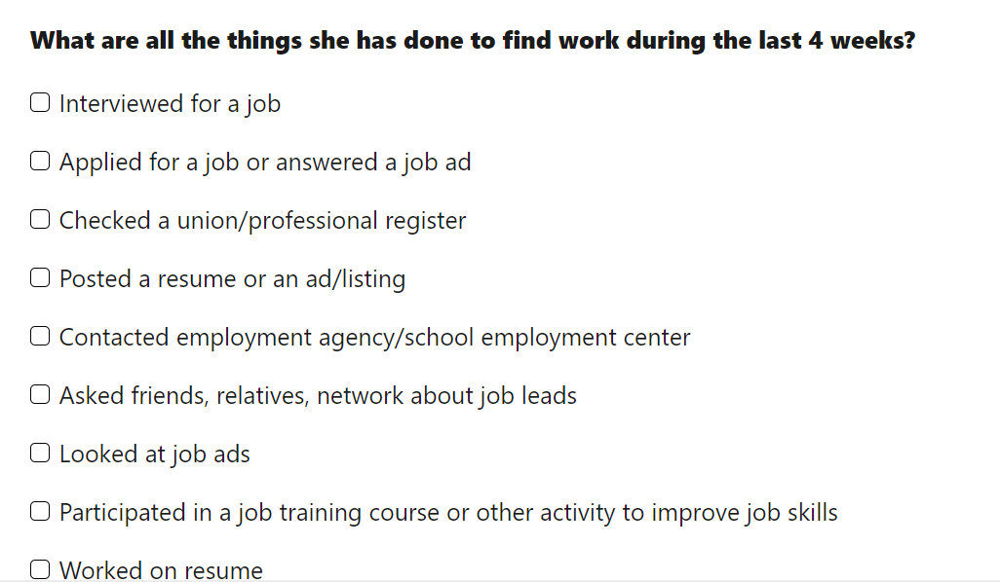 What are all the things she has done to find work during the last 4 weeks?
Interviewed for a job
Applied for a job or answered a job ad
Checked a union/professional register
Posted a resume or an ad/listing
Contacted employment agency/school employment center
Asked friends, relatives, network about job leads
Looked at job ads
Participated in a job training course or other activity to improve job skills
Worked on resume